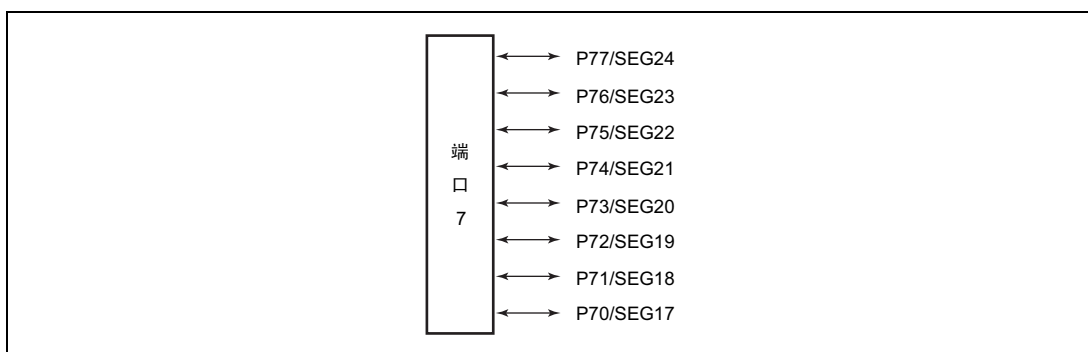 P77/SEG24
P76/SEG23
P75/SEG22
P74/SEG21
P73/SEG20
P72/SEG19
P71/SEG18
P70/SEG17
端
口
7